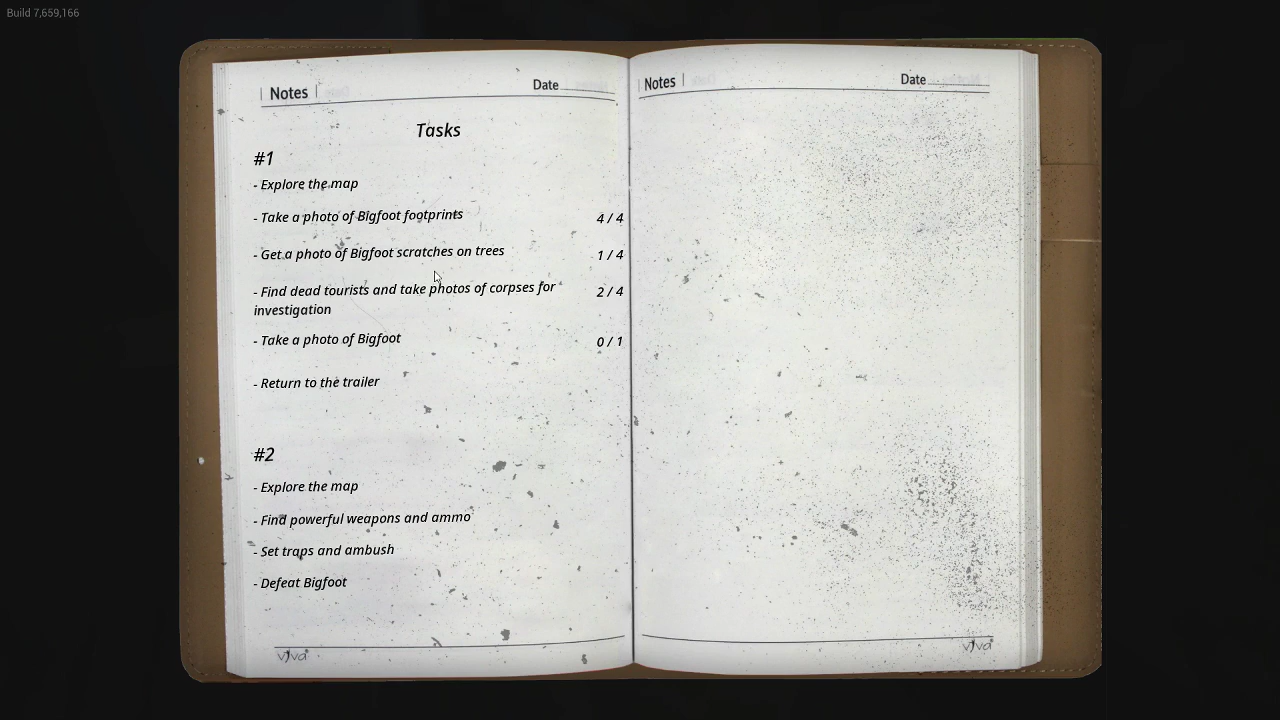 Build 7,659,166
Notes
Date
Tasks
#1
- Explore the map
- Take a photo of Bigfoot footprints 4 / 4
- Get a photo of Bigfoot scratches on trees 1 / 4
- Find dead tourists and take photos of corpses for 2 / 4
investigation
- Take a photo of Bigfoot 0 / 1
- Return to the trailer
#2
- Explore the map
- Find powerful weapons and ammo
- Set traps and ambush
- Defeat Bigfoot
viva
Notes
Date
viva